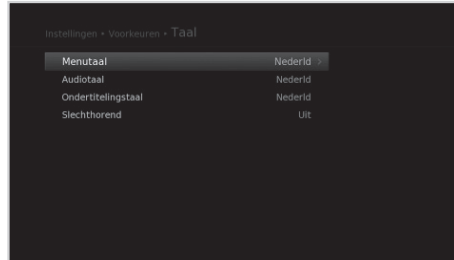 Instellingen • Voorkeuren • Taal
Menutaal Nederld >
Audiotaal Nederld
Ondertitelingstaal Nederld
Slechthorend Uit